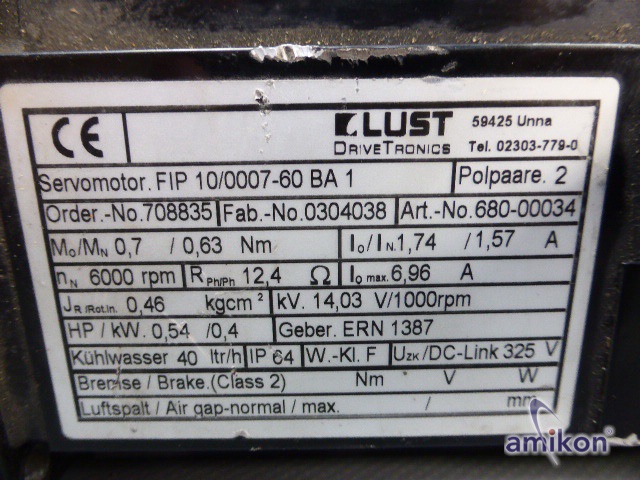 CE
LUST
DRIVETRONICS
59425 Unna
Tel. 02303-779-0
Servomotor. FIP 10/0007-60 BA 1 Polpaare. 2
Order.-No.708835 Fab.-No.0304038 Art.-No.680-00034
Mo/MN 0,7 / 0,63 Nm Io/IN.1,74 / 1,57 A
nN 6000 rpm RPh/Ph 12,4 Ω Io max.6,96 A
JR /Rot.In. 0,46 kgcm² kV. 14,03 V/1000rpm
HP / kW. 0,54 /0,4 Geber. ERN 1387
Kühlwasser 40 ltr/h IP 64 W.-Kl. F UZK /DC-Link 325 V
Bremse / Brake.(Class 2) Nm V W
Luftspalt / Air gap-normal / max. / mm
amikon®